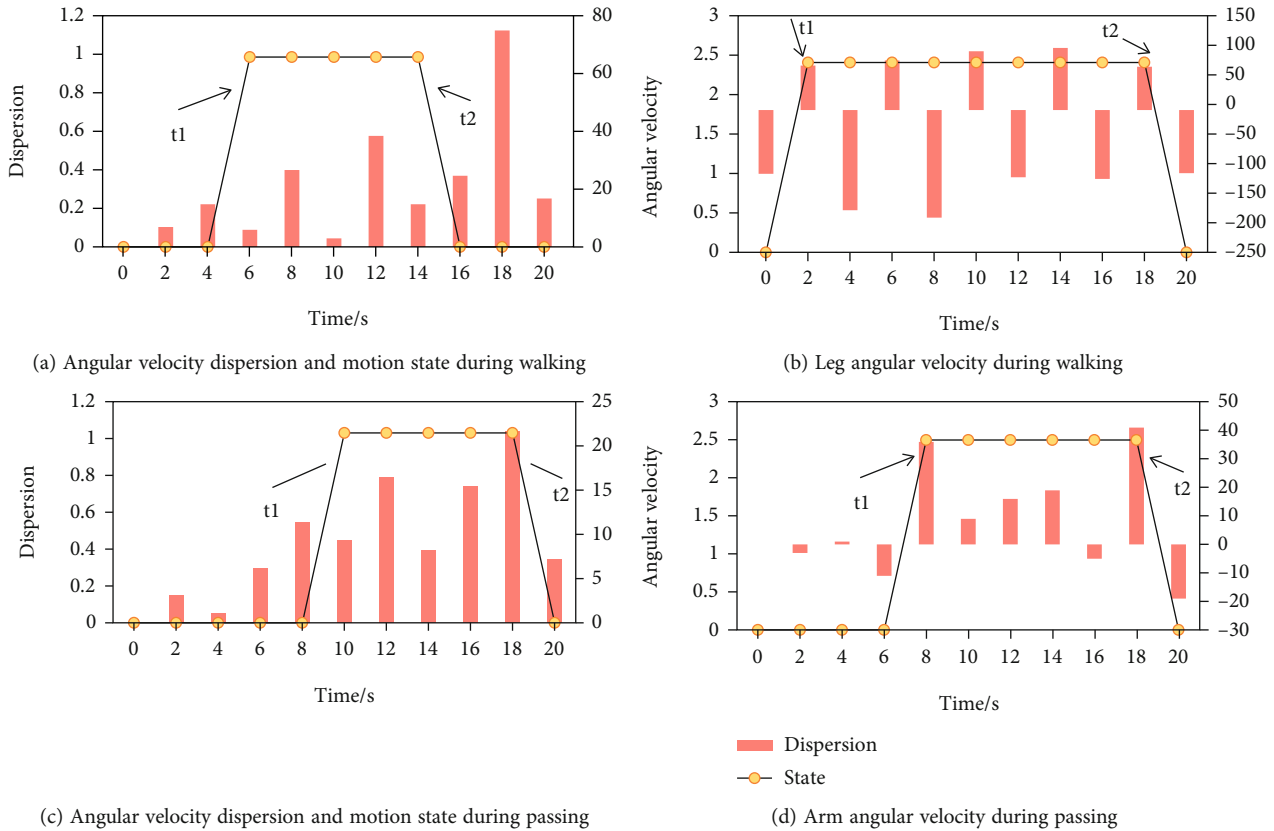 1.2
1
0.8
0.6
0.4
0.2
0
Dispersion
80
60
40
20
0
t1
t2
0 2 4 6 8 10 12 14 16 18 20
Time/s
(a) Angular velocity dispersion and motion state during walking
3
2.5
2
1.5
1
0.5
0
Angular velocity
150
100
50
0
−50
−100
−150
−200
−250
t1
t2
0 2 4 6 8 10 12 14 16 18 20
Time/s
(b) Leg angular velocity during walking
1.2
1
0.8
0.6
0.4
0.2
0
Dispersion
25
20
15
10
5
0
t1
t2
0 2 4 6 8 10 12 14 16 18 20
Time/s
(c) Angular velocity dispersion and motion state during passing
3
2.5
2
1.5
1
0.5
0
Angular velocity
50
40
30
20
10
0
−10
−20
−30
t1
t2
0 2 4 6 8 10 12 14 16 18 20
Time/s
Dispersion
State
(d) Arm angular velocity during passing